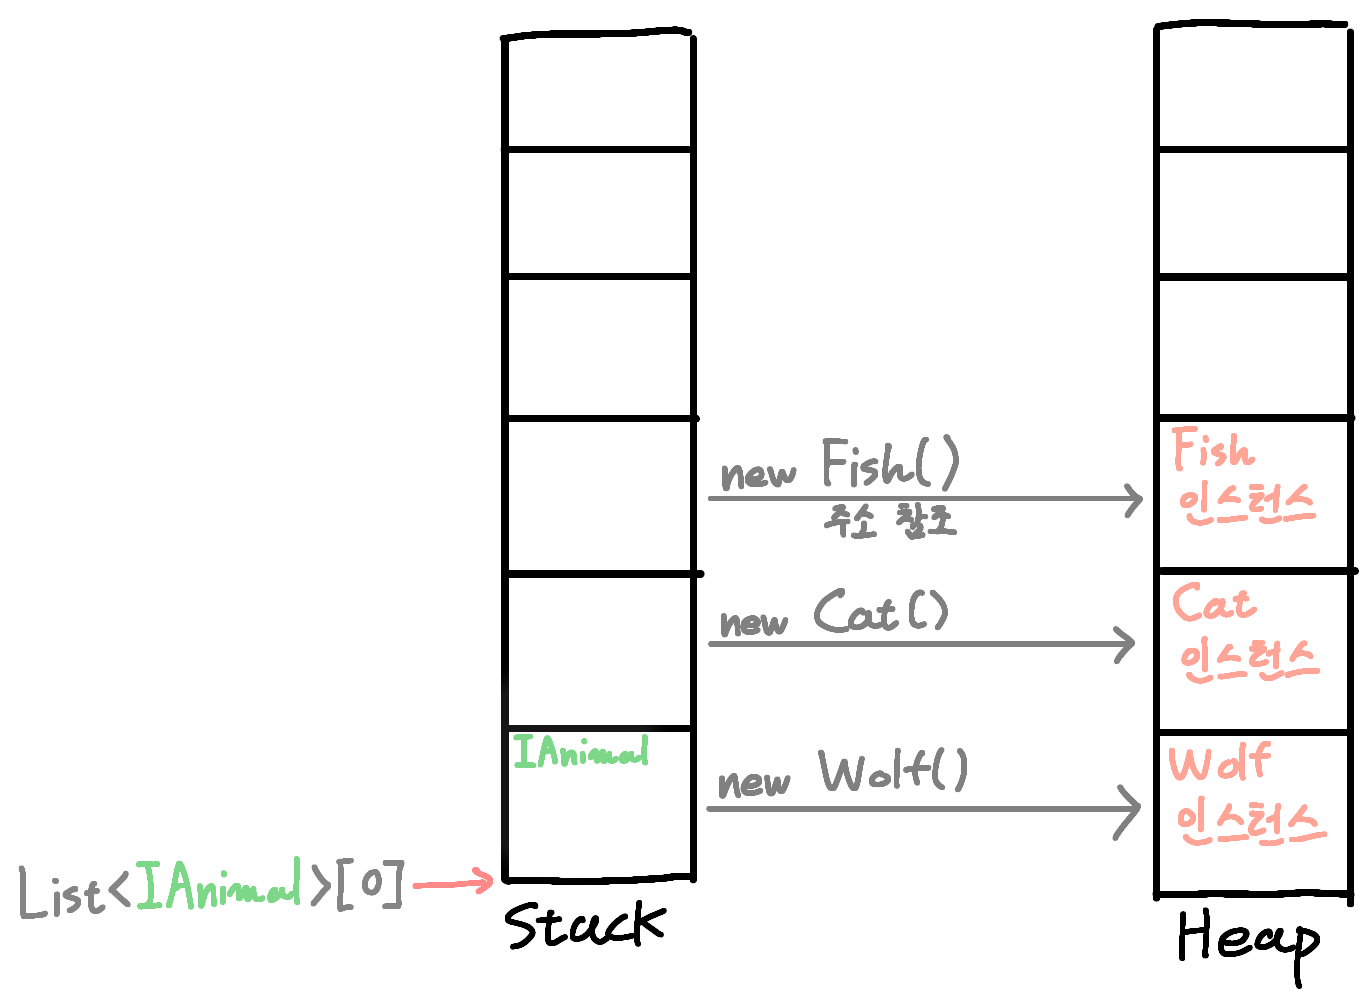 new Fish()
주소 참조
Fish
인스턴스
new Cat()
Cat
인스턴스
IAnimal
new Wolf()
Wolf
인스턴스
List<IAnimal>[0]
Stack
Heap